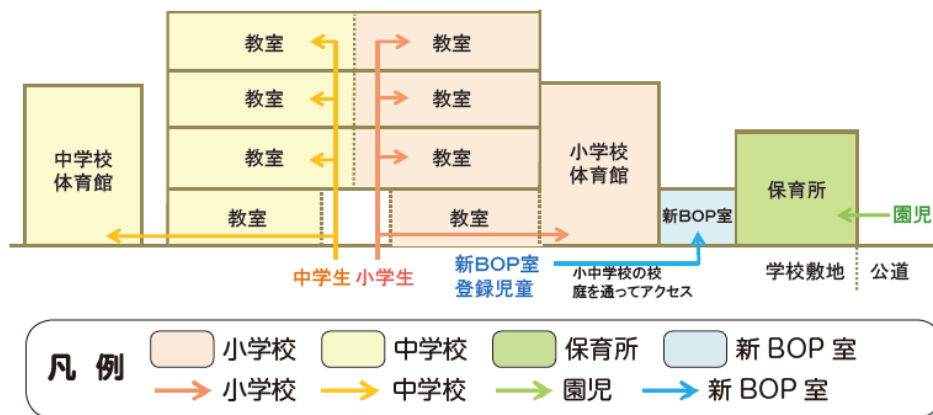 教室 教室
教室 教室
教室 教室
教室 教室
中学校
体育館
小学校
体育館
新BOP室
保育所
園児
中学生 小学生
新BOP室
登録児童
小中学校の校
庭を通ってアクセス
学校敷地 公道
凡 例
小学校 中学校 保育所 新 BOP 室
小学校 中学校 園児 新 BOP 室